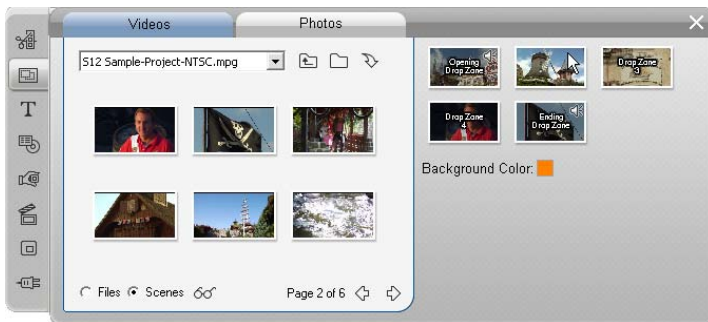 Videos
Photos
S12 Sample-Project-NTSC.mpg
Opening
Drop Zone
Drop Zone
3
Drop Zone
4
Ending
Drop Zone
T
Background Color:
Files
Scenes
Page 2 of 6